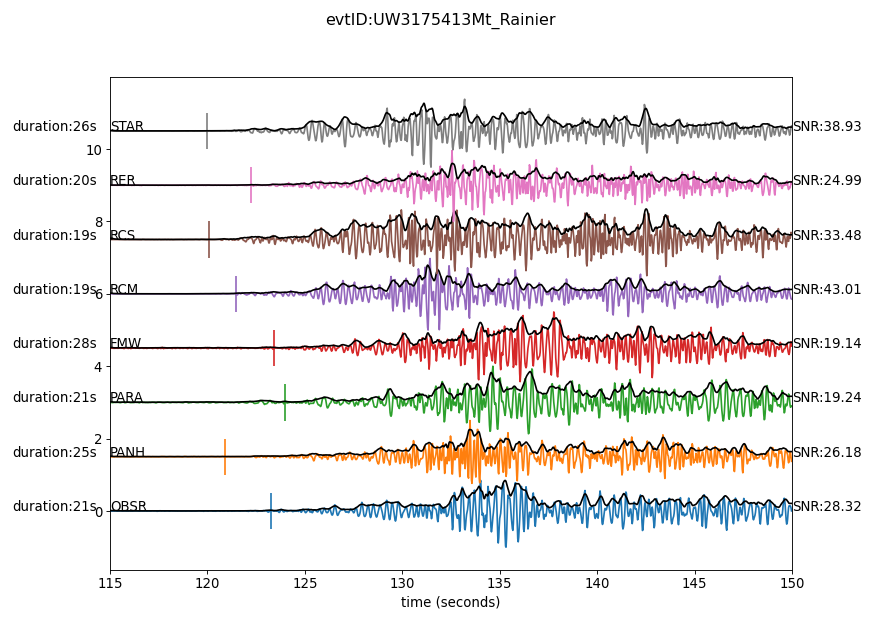 evtID:UW3175413Mt_Rainier
duration:26s STAR SNR:38.93
10
duration:20s RER SNR:24.99
8
duration:19s RCS SNR:33.48
duration:19s RCM SNR:43.01
6
duration:28s FMW SNR:19.14
4
duration:21s PARA SNR:19.24
2
duration:25s PANH SNR:26.18
duration:21s OBSR SNR:28.32
0
115 120 125 130 135 140 145 150
time (seconds)